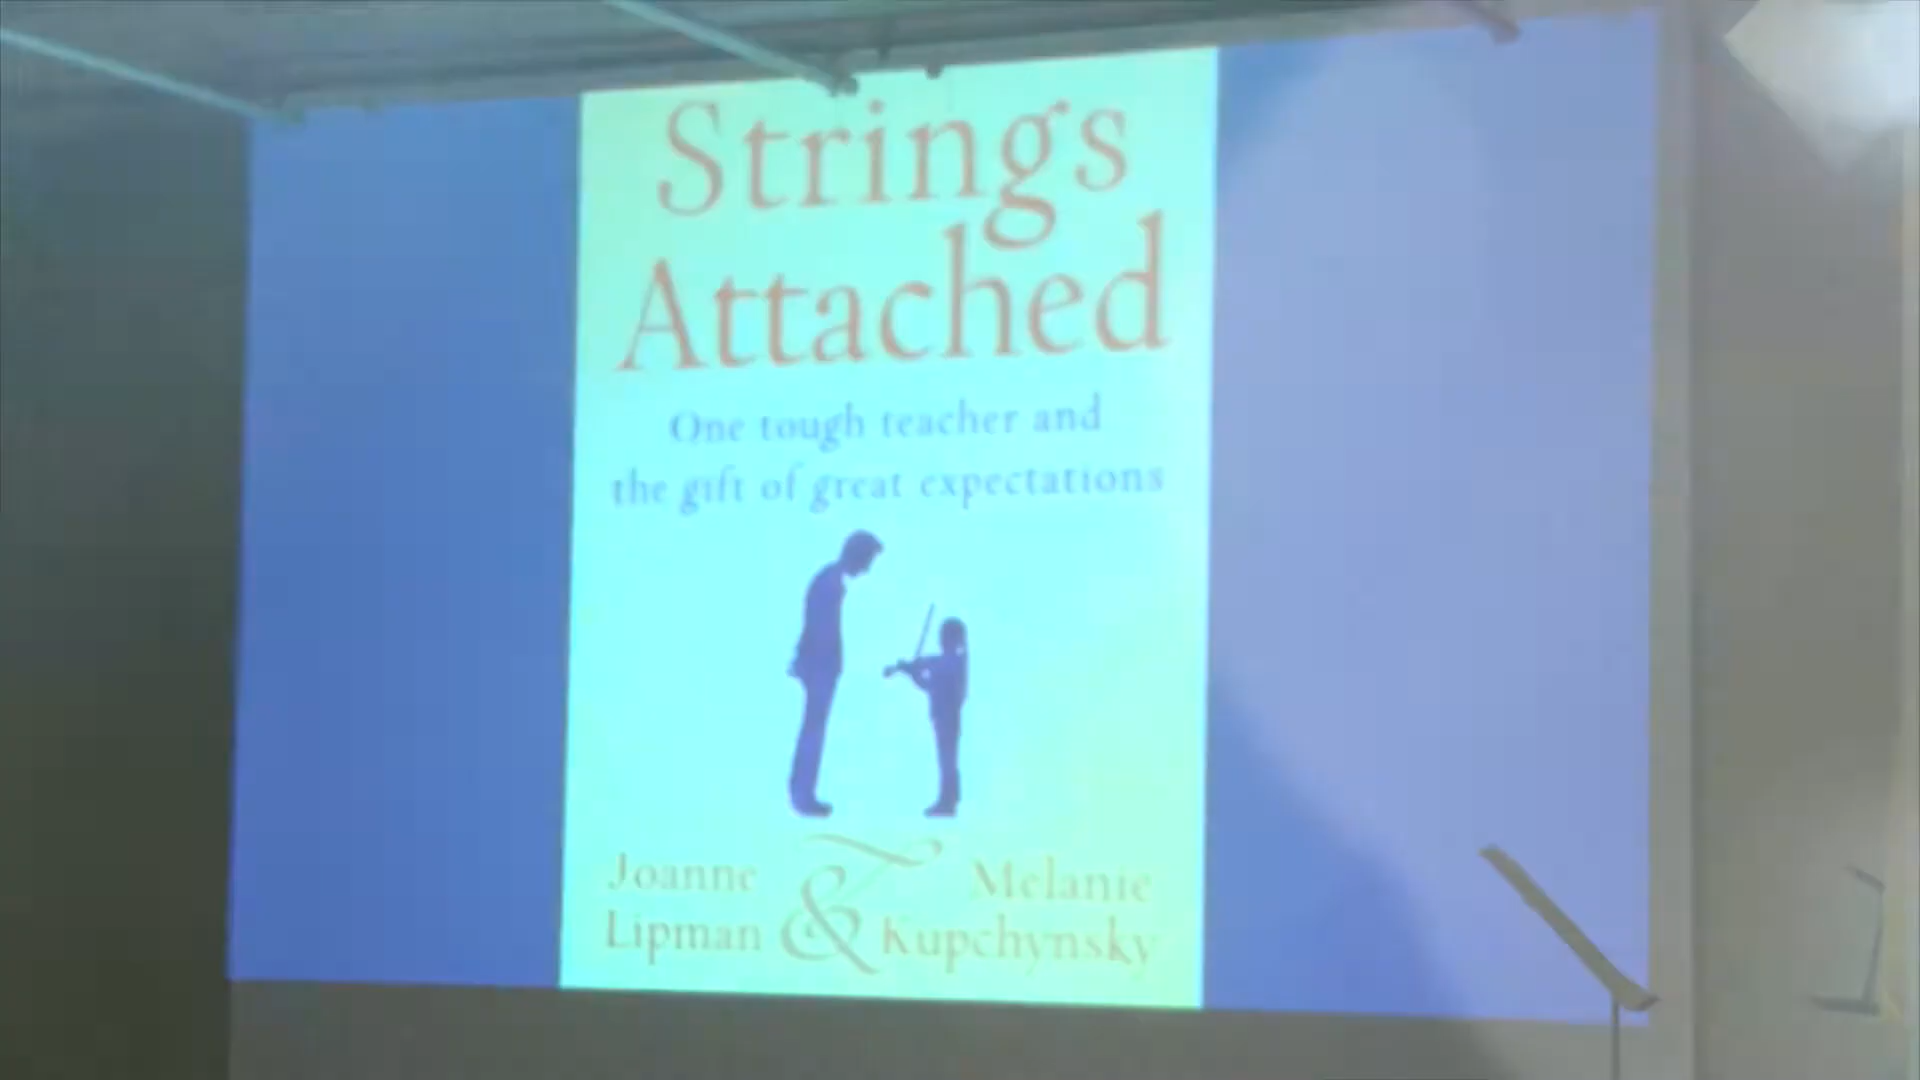 Strings
Attached
One tough teacher and
the gift of great expectations
Joanne Lipman & Melanie Kupchynsky